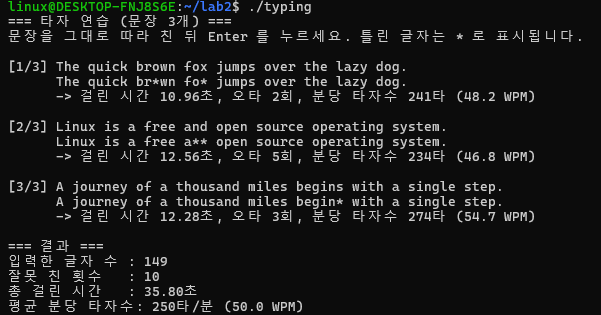 linux@DESKTOP-FNJ8S6E:~/lab2$ ./typing
=== 타자 연습 (문장 3개) ===
문장을 그대로 따라 친 뒤 Enter 를 누르세요. 틀린 글자는 * 로 표시됩니다.
[1/3] The quick brown fox jumps over the lazy dog.
The quick br*wn fo* jumps over the lazy dog.
-> 걸린 시간 10.96초, 오타 2회, 분당 타자수 241타 (48.2 WPM)
[2/3] Linux is a free and open source operating system.
Linux is a free a** open source operating system.
-> 걸린 시간 12.56초, 오타 5회, 분당 타자수 234타 (46.8 WPM)
[3/3] A journey of a thousand miles begins with a single step.
A journey of a thousand miles begin* with a single step.
-> 걸린 시간 12.28초, 오타 3회, 분당 타자수 274타 (54.7 WPM)
=== 결과 ===
입력한 글자 수 : 149
잘못 친 횟수 : 10
총 걸린 시간 : 35.80초
평균 분당 타자수: 250타/분 (50.0 WPM)